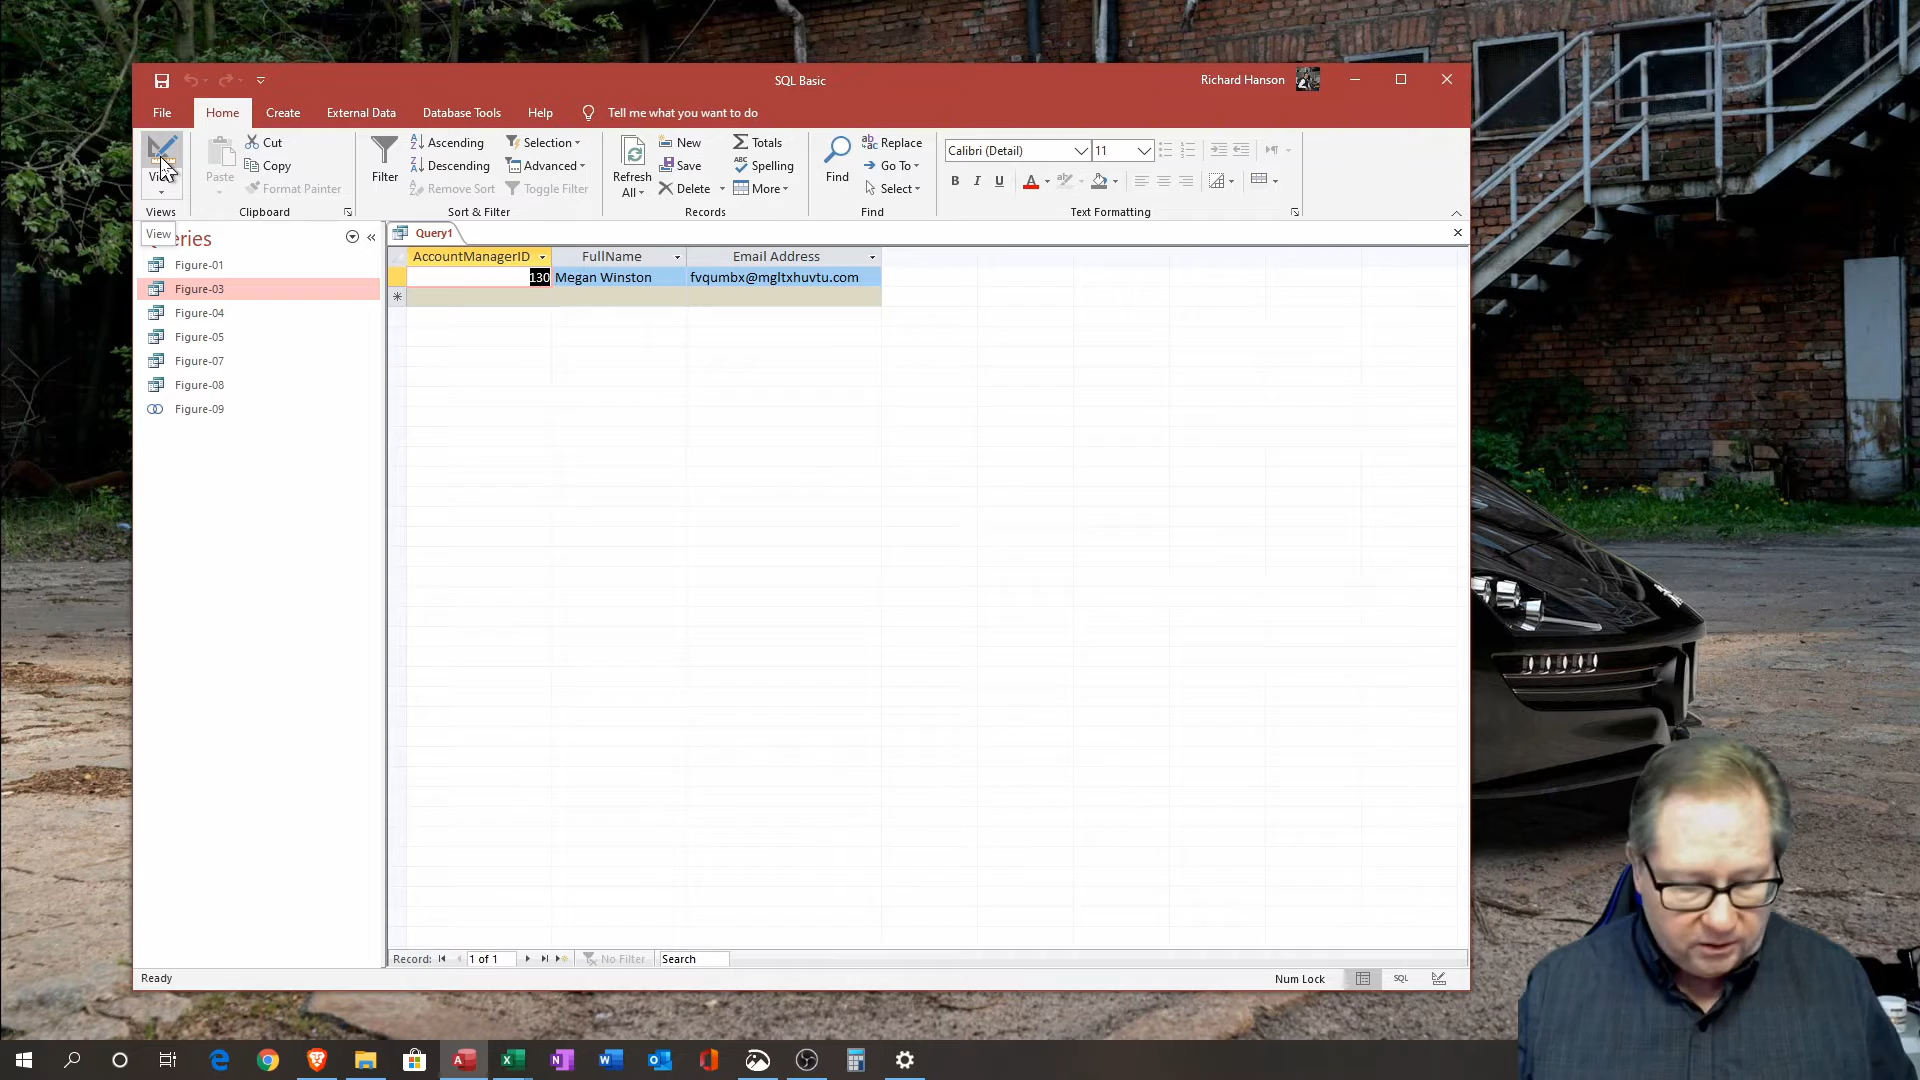 SQL Basic
Richard Hanson
File Home Create External Data Database Tools Help Tell me what you want to do
View
Views
Paste
Cut
Copy
Format Painter
Clipboard
Filter
Ascending
Descending
Remove Sort
Selection
Advanced
Toggle Filter
Sort & Filter
Refresh
All
New
Save
Delete
Totals
Spelling
More
Records
Find
Replace
Go To
Select
Find
Calibri (Detail) 11
B I U
Text Formatting
View
eries
Figure-01
Figure-03
Figure-04
Figure-05
Figure-07
Figure-08
Figure-09
Query1
AccountManagerID FullName Email Address
130 Megan Winston fvqumbx@mgltxhuvtu.com
Record: 1 of 1 No Filter Search
Ready
Num Lock SQL